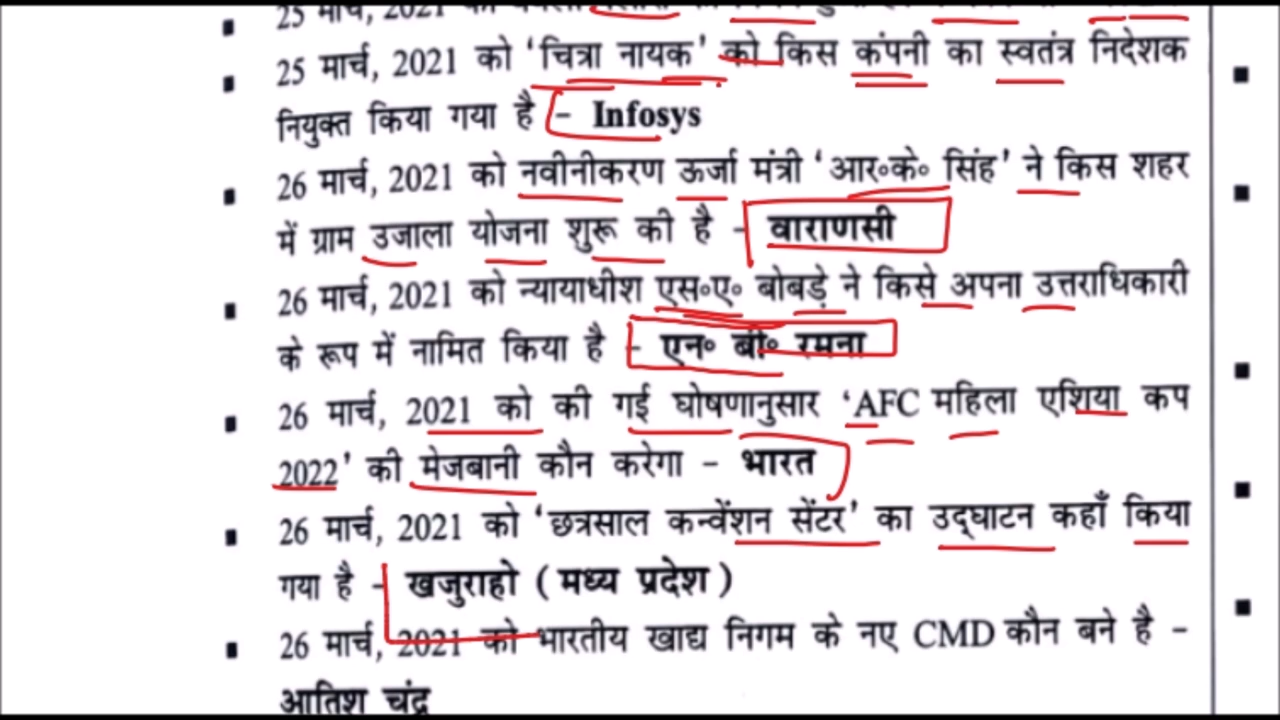 25 मार्च, 2021 को
25 मार्च, 2021 को ‘चित्रा नायक’ को किस कंपनी का स्वतंत्र निदेशक
नियुक्त किया गया है - Infosys
26 मार्च, 2021 को नवीनीकरण ऊर्जा मंत्री ‘आर॰के॰ सिंह’ ने किस शहर
में ग्राम उजाला योजना शुरू की है - वाराणसी
26 मार्च, 2021 को न्यायाधीश एस॰ए॰ बोबड़े ने किसे अपना उत्तराधिकारी
के रूप में नामित किया है - एन॰ बी॰ रमना
26 मार्च, 2021 को की गई घोषणानुसार ‘AFC महिला एशिया कप
2022’ की मेजबानी कौन करेगा - भारत
26 मार्च, 2021 को ‘छत्रसाल कन्वेंशन सेंटर’ का उद्घाटन कहाँ किया
गया है - खजुराहो (मध्य प्रदेश)
26 मार्च, 2021 को भारतीय खाद्य निगम के नए CMD कौन बने है -
आतिश चंद्र